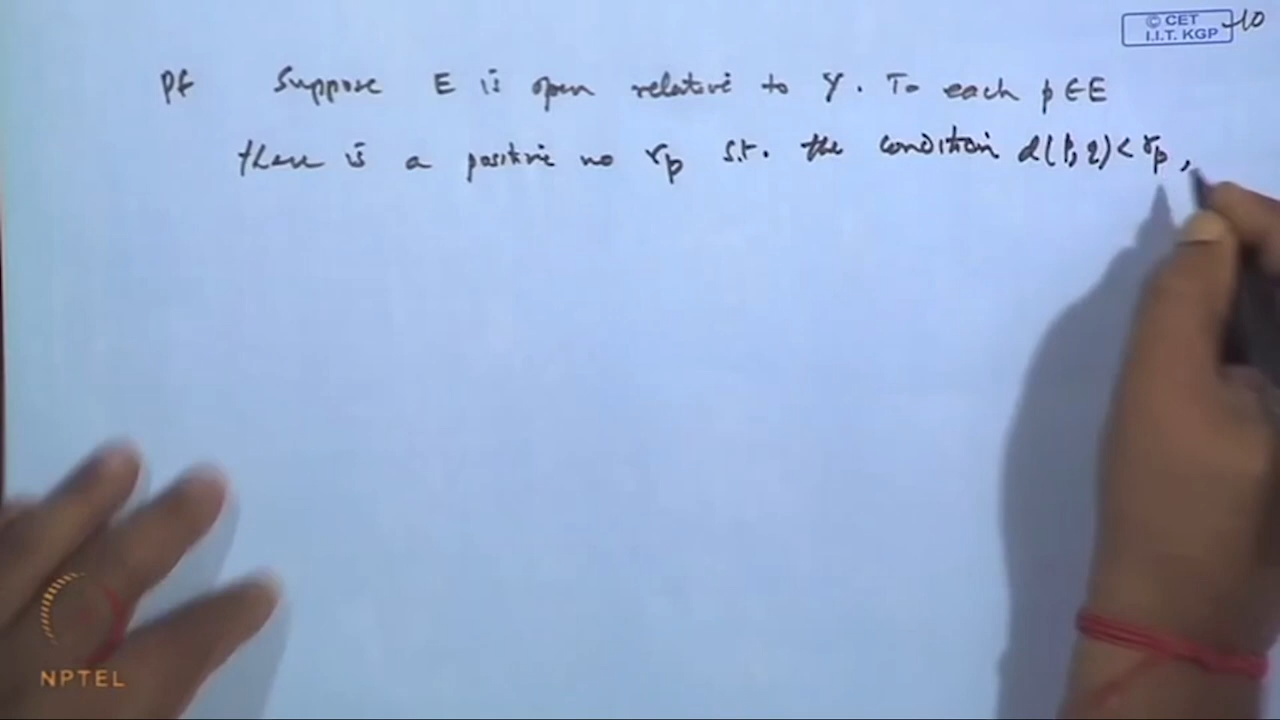 © CET
I.I.T. KGP
-10
Pf Suppose E is open relative to Y. To each p ∈ E
there is a positive no r_p s.t. the condition d(p,q) < r_p,
NPTEL